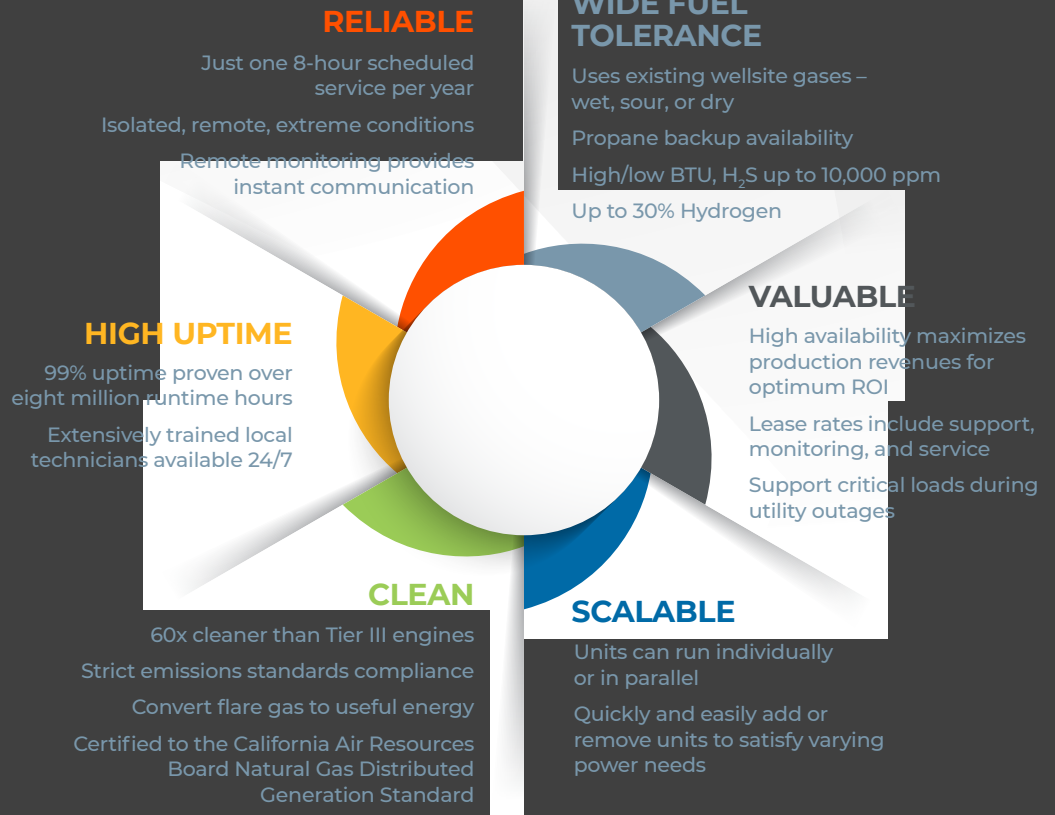 RELIABLE
Just one 8-hour scheduled
service per year
Isolated, remote, extreme conditions
Remote monitoring provides
instant communication
WIDE FUEL
TOLERANCE
Uses existing wellsite gases –
wet, sour, or dry
Propane backup availability
High/low BTU, H₂S up to 10,000 ppm
Up to 30% Hydrogen
HIGH UPTIME
99% uptime proven over
eight million runtime hours
Extensively trained local
technicians available 24/7
VALUABLE
High availability maximizes
production revenues for
optimum ROI
Lease rates include support,
monitoring, and service
Support critical loads during
utility outages
CLEAN
60x cleaner than Tier III engines
Strict emissions standards compliance
Convert flare gas to useful energy
Certified to the California Air Resources
Board Natural Gas Distributed
Generation Standard
SCALABLE
Units can run individually
or in parallel
Quickly and easily add or
remove units to satisfy varying
power needs